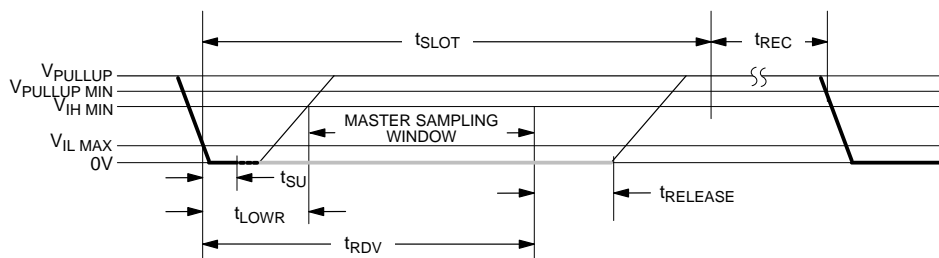 tSLOT
tREC
VPULLUP
VPULLUP MIN
VIH MIN
MASTER SAMPLING
WINDOW
VIL MAX
0V
tSU
tRELEASE
tLOWR
tRDV